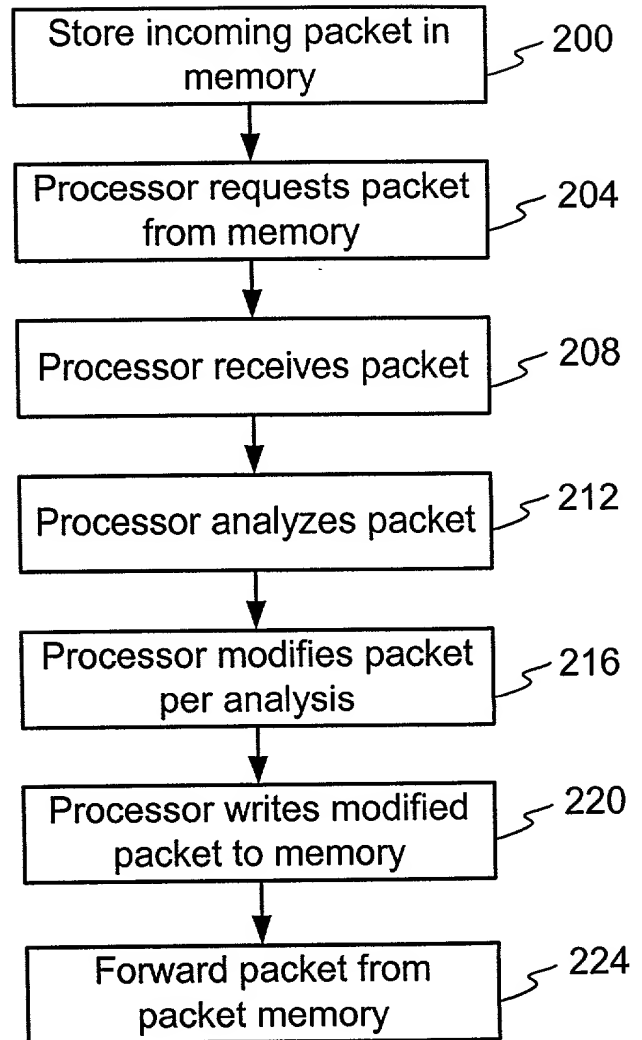 Store incoming packet in
memory
200
Processor requests packet
from memory
204
Processor receives packet
208
Processor analyzes packet
212
Processor modifies packet
per analysis
216
Processor writes modified
packet to memory
220
Forward packet from
packet memory
224